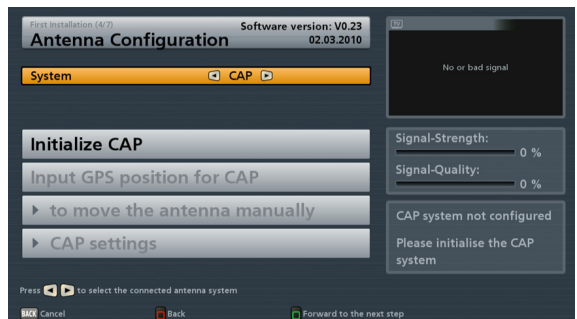 First Installation (4/7)
Software version: V0.23
Antenna Configuration
02.03.2010
TV
No or bad signal
System
CAP
Initialize CAP
Input GPS position for CAP
to move the antenna manually
CAP settings
Signal-Strength:
0 %
Signal-Quality:
0 %
CAP system not configured
Please initialise the CAP
system
Press to select the connected antenna system
BACK Cancel
Back
Forward to the next step